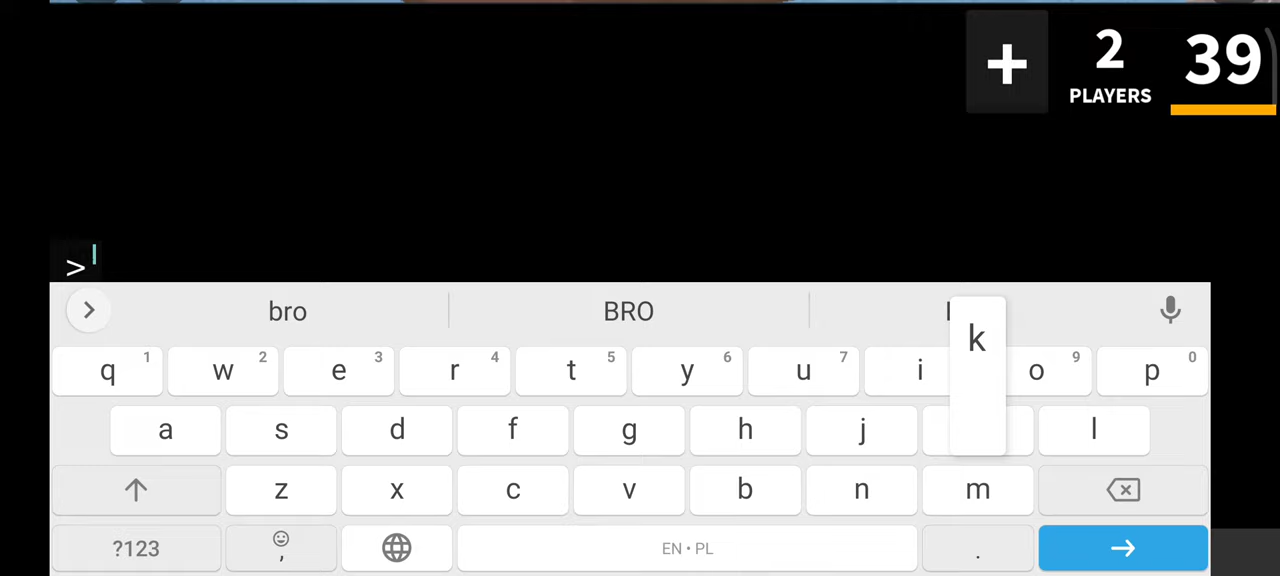 + 2 39
PLAYERS
>
bro BRO
k
q 1 w 2 e 3 r 4 t 5 y 6 u 7 i o 9 p 0
a s d f g h j l
z x c v b n m
?123 , EN • PL .